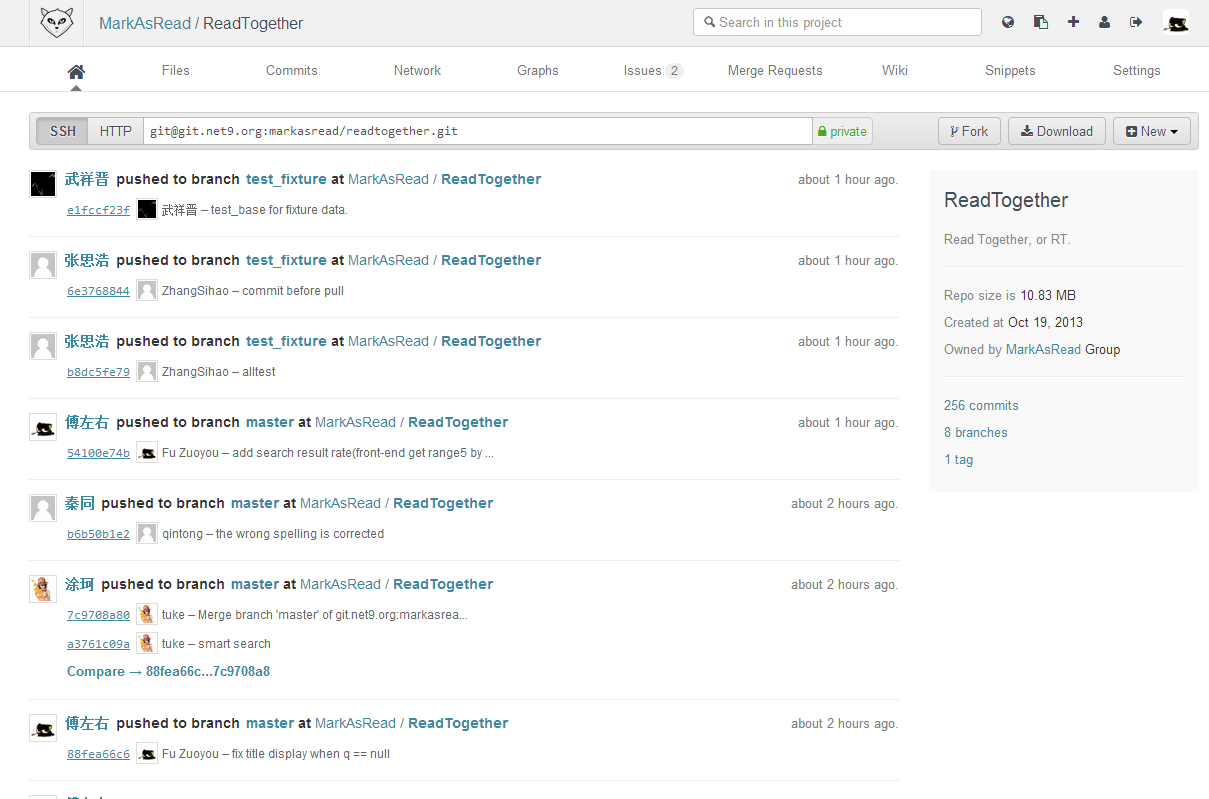 MarkAsRead / ReadTogether
Search in this project
Files Commits Network Graphs Issues 2 Merge Requests Wiki Snippets Settings
SSH HTTP git@git.net9.org:markasread/readtogether.git private Fork Download New
武祥晋 pushed to branch test_fixture at MarkAsRead / ReadTogether about 1 hour ago.
e1fccf23f 武祥晋 – test_base for fixture data.
张思浩 pushed to branch test_fixture at MarkAsRead / ReadTogether about 1 hour ago.
6e3768844 ZhangSihao – commit before pull
张思浩 pushed to branch test_fixture at MarkAsRead / ReadTogether about 1 hour ago.
b8dc5fe79 ZhangSihao – alltest
傅左右 pushed to branch master at MarkAsRead / ReadTogether about 1 hour ago.
54100e74b Fu Zuoyou – add search result rate(front-end get range5 by ...
秦同 pushed to branch master at MarkAsRead / ReadTogether about 2 hours ago.
b6b50b1e2 qintong – the wrong spelling is corrected
涂珂 pushed to branch master at MarkAsRead / ReadTogether about 2 hours ago.
7c9708a80 tuke – Merge branch 'master' of git.net9.org:markasrea...
a3761c09a tuke – smart search
Compare → 88fea66c...7c9708a8
傅左右 pushed to branch master at MarkAsRead / ReadTogether about 2 hours ago.
88fea66c6 Fu Zuoyou – fix title display when q == null
ReadTogether
Read Together, or RT.
Repo size is 10.83 MB
Created at Oct 19, 2013
Owned by MarkAsRead Group
256 commits
8 branches
1 tag